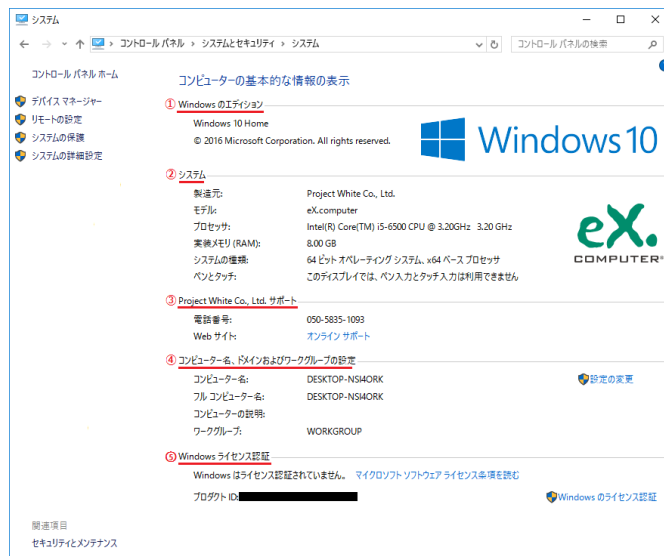 システム
コントロール パネル › システムとセキュリティ › システム
コントロール パネルの検索
コントロール パネル ホーム
デバイス マネージャー
リモートの設定
システムの保護
システムの詳細設定
コンピューターの基本的な情報の表示
① Windows のエディション
Windows 10 Home
© 2016 Microsoft Corporation. All rights reserved.
Windows 10
② システム
製造元: Project White Co., Ltd.
モデル: eX.computer
プロセッサ: Intel(R) Core(TM) i5-6500 CPU @ 3.20GHz 3.20 GHz
実装メモリ (RAM): 8.00 GB
システムの種類: 64 ビット オペレーティング システム、x64 ベース プロセッサ
ペンとタッチ: このディスプレイでは、ペン入力とタッチ入力は利用できません
eX.
COMPUTER®
③ Project White Co., Ltd. サポート
電話番号: 050-5835-1093
Web サイト: オンライン サポート
④ コンピューター名、ドメインおよびワークグループの設定
コンピューター名: DESKTOP-NSI4ORK 設定の変更
フル コンピューター名: DESKTOP-NSI4ORK
コンピューターの説明:
ワークグループ: WORKGROUP
⑤ Windows ライセンス認証
Windows はライセンス認証されていません。 マイクロソフト ソフトウェア ライセンス条項を読む
プロダクト ID: Windows のライセンス認証
関連項目
セキュリティとメンテナンス